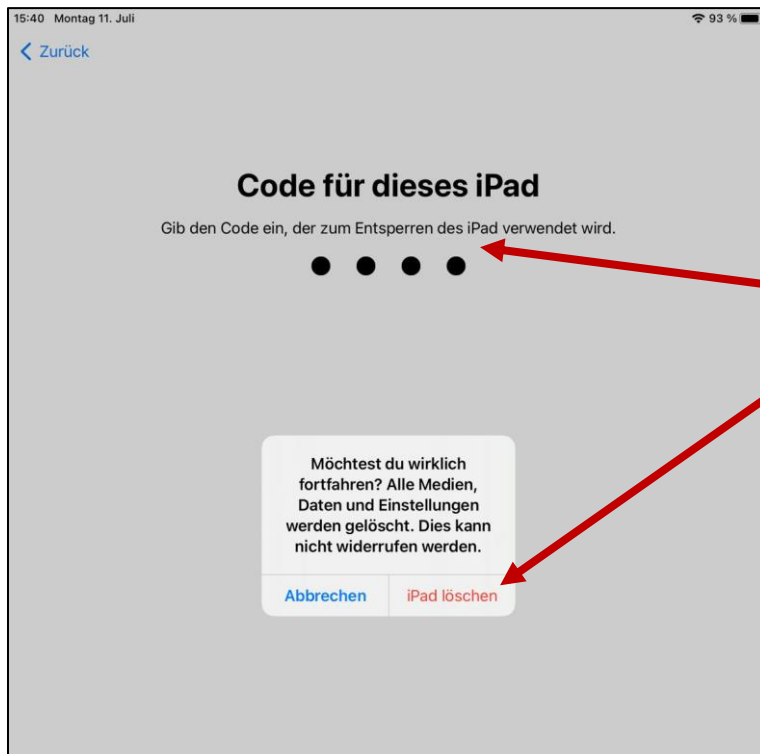 15:40 Montag 11. Juli
93 %
Zurück
Code für dieses iPad
Gib den Code ein, der zum Entsperren des iPad verwendet wird.
Möchtest du wirklich
fortfahren? Alle Medien,
Daten und Einstellungen
werden gelöscht. Dies kann
nicht widerrufen werden.
Abbrechen
iPad löschen